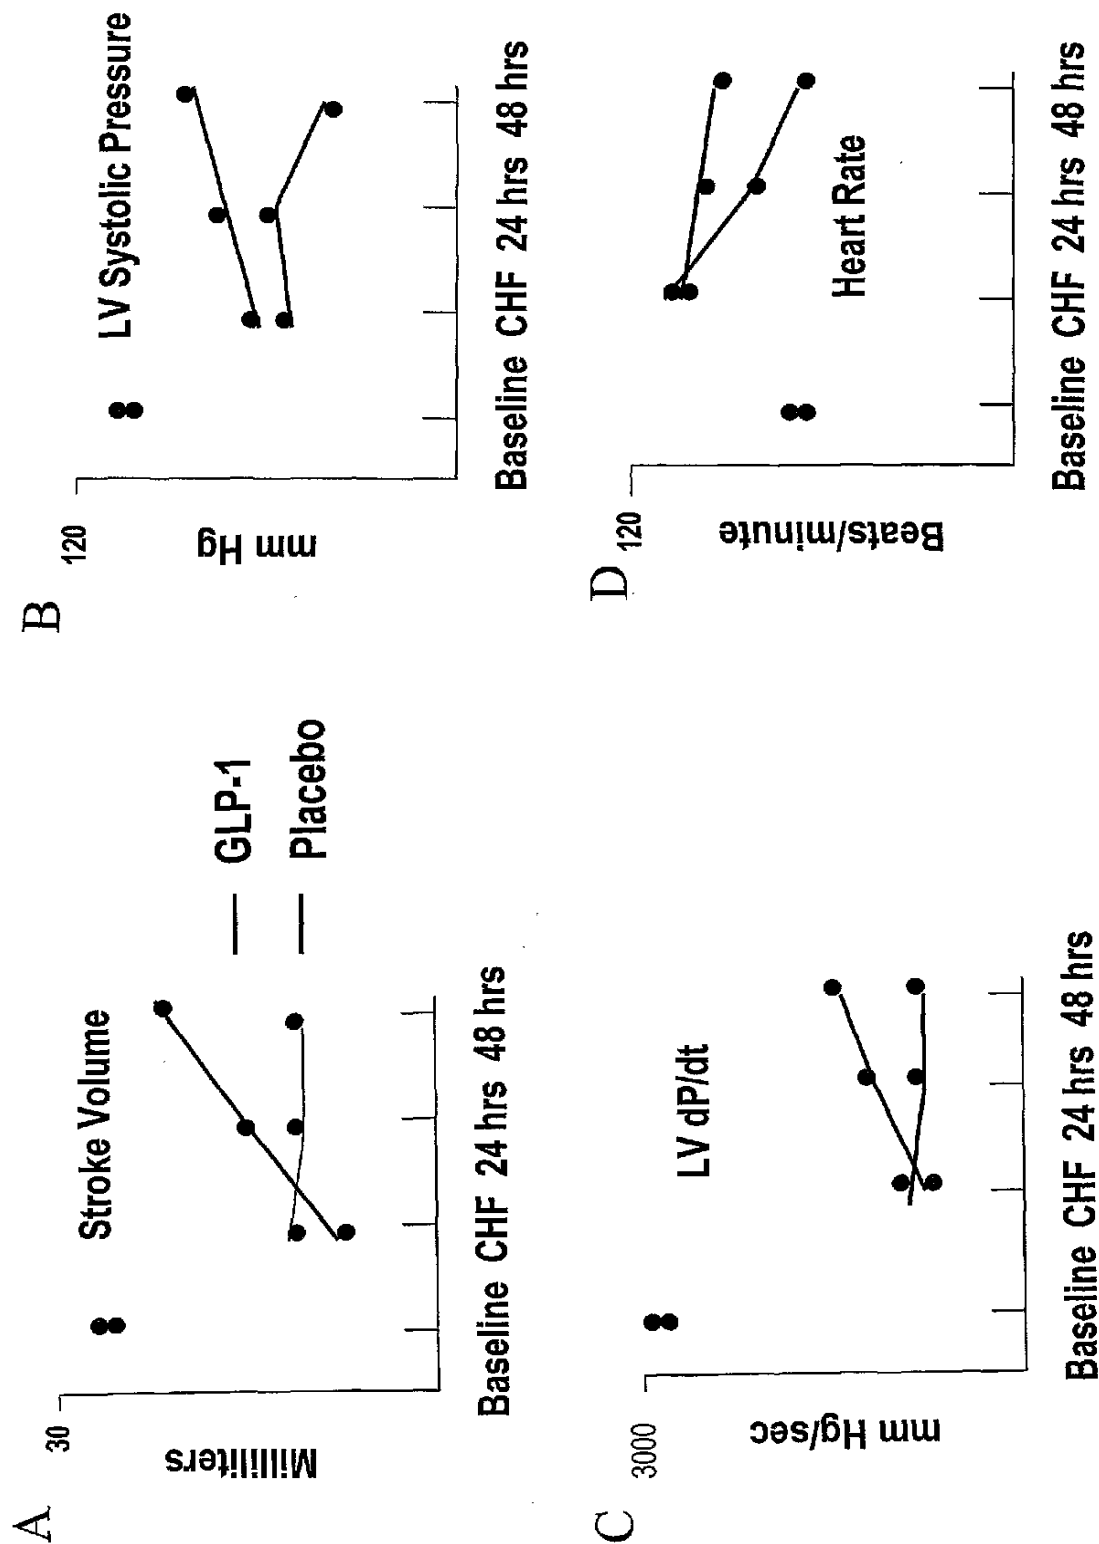 A
30
Milliliters
Stroke Volume
Baseline CHF 24 hrs 48 hrs
GLP-1
Placebo
B
120
mm Hg
LV Systolic Pressure
Baseline CHF 24 hrs 48 hrs
C
3000
mm Hg/sec
LV dP/dt
Baseline CHF 24 hrs 48 hrs
D
120
Beats/minute
Heart Rate
Baseline CHF 24 hrs 48 hrs